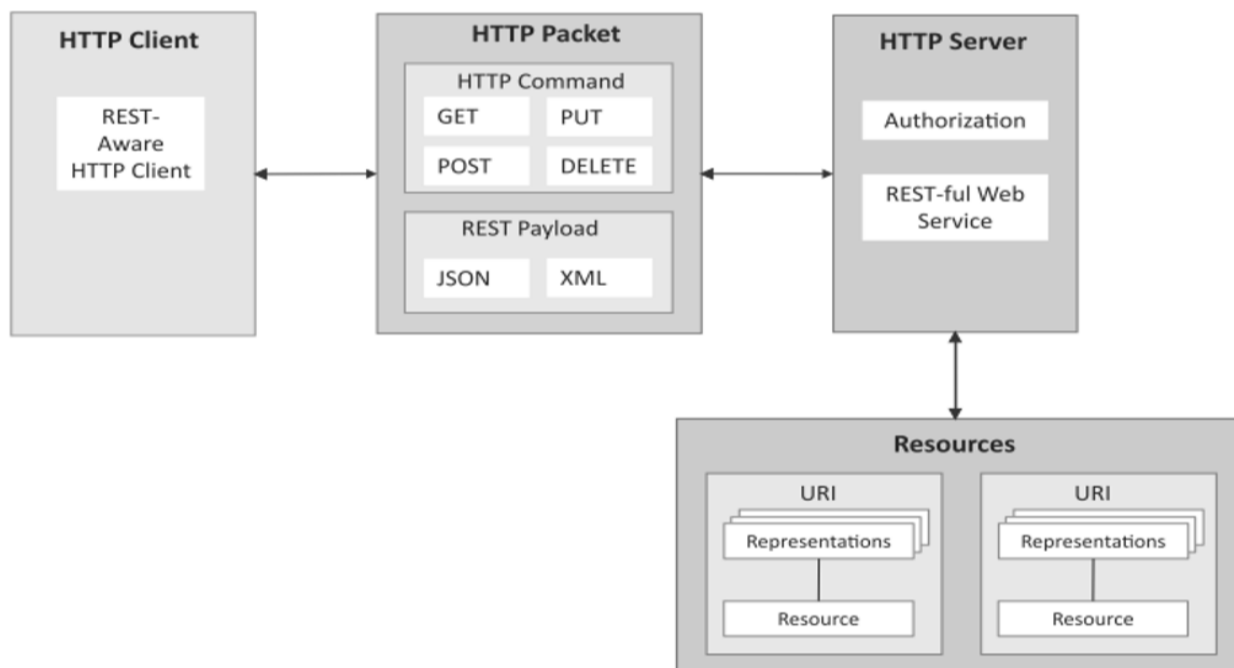 HTTP Client
REST-
Aware
HTTP Client
HTTP Packet
HTTP Command
GET
PUT
POST
DELETE
REST Payload
JSON
XML
HTTP Server
Authorization
REST-ful Web
Service
Resources
URI
Representations
Resource
URI
Representations
Resource